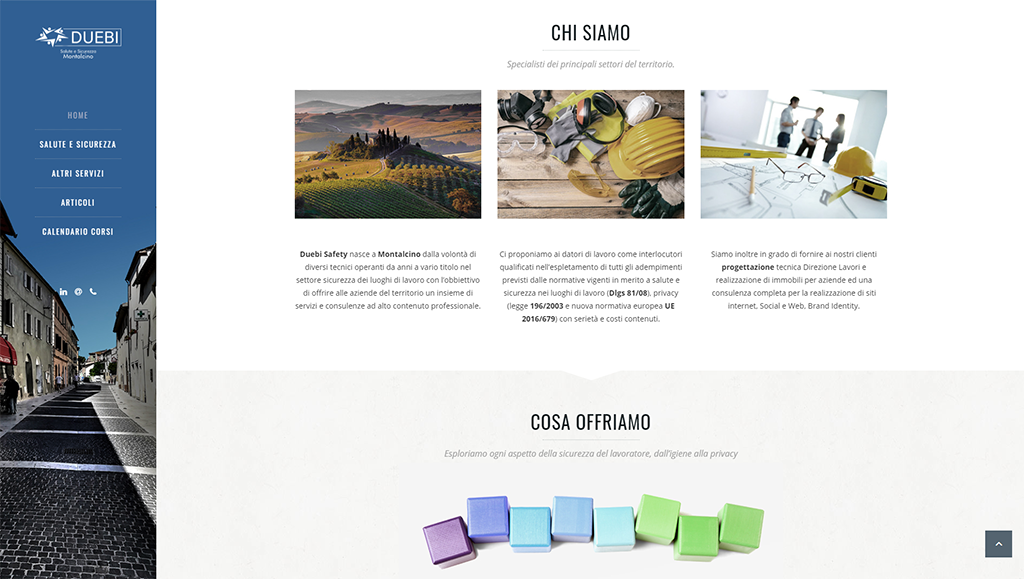 DUEBI
Salute e Sicurezza
Montalcino
HOME
SALUTE E SICUREZZA
ALTRI SERVIZI
ARTICOLI
CALENDARIO CORSI
CHI SIAMO
Specialisti dei principali settori del territorio.
Duebi Safety nasce a Montalcino dalla volontà di
diversi tecnici operanti da anni a vario titolo nel
settore sicurezza dei luoghi di lavoro con l'obbiettivo
di offrire alle aziende del territorio un insieme di
servizi e consulenze ad alto contenuto professionale.
Ci proponiamo ai datori di lavoro come interlocutori
qualificati nell'espletamento di tutti gli adempimenti
previsti dalle normative vigenti in merito a salute e
sicurezza nei luoghi di lavoro (Dlgs 81/08), privacy
(legge 196/2003 e nuova normativa europea UE
2016/679) con serietà e costi contenuti.
Siamo inoltre in grado di fornire ai nostri clienti
progettazione tecnica Direzione Lavori e
realizzazione di immobili per aziende ed una
consulenza completa per la realizzazione di siti
internet, Social e Web, Brand Identity.
COSA OFFRIAMO
Esploriamo ogni aspetto della sicurezza del lavoratore, dall'igiene alla privacy